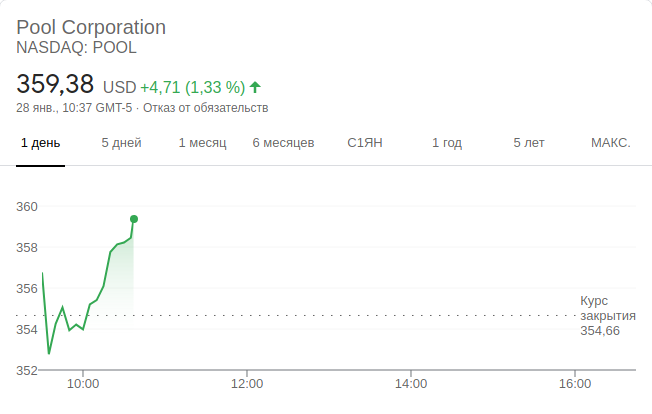 Pool Corporation
NASDAQ: POOL
359,38 USD +4,71 (1,33 %)
28 янв., 10:37 GMT-5 · Отказ от обязательств
1 день 5 дней 1 месяц 6 месяцев С1ЯН 1 год 5 лет МАКС.
360
358
356
354
352
Курс
закрытия
354,66
10:00 12:00 14:00 16:00